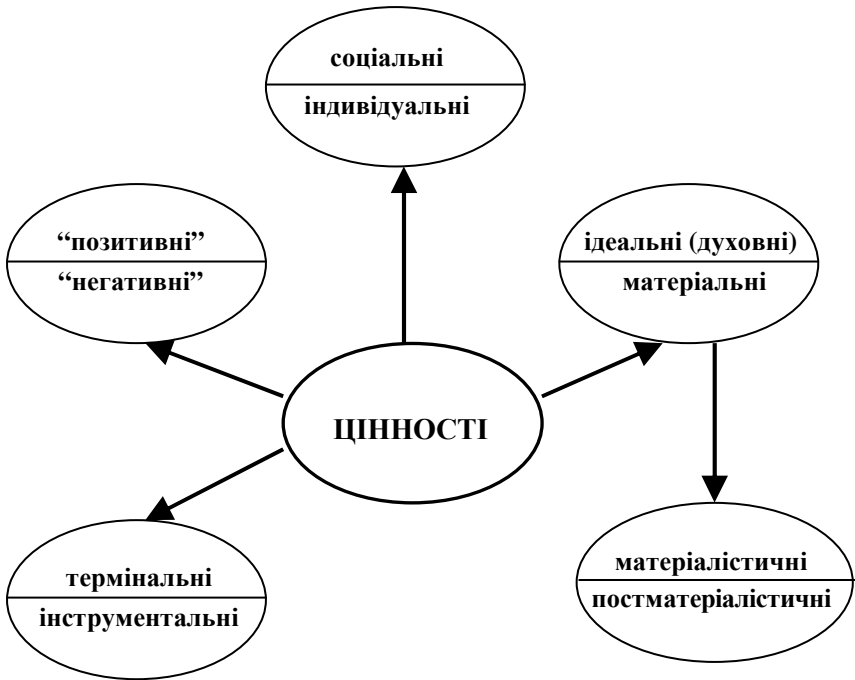 соціальні
індивідуальні
“позитивні”
“негативні”
ідеальні (духовні)
матеріальні
ЦІННОСТІ
термінальні
інструментальні
матеріалістичні
постматеріалістичні